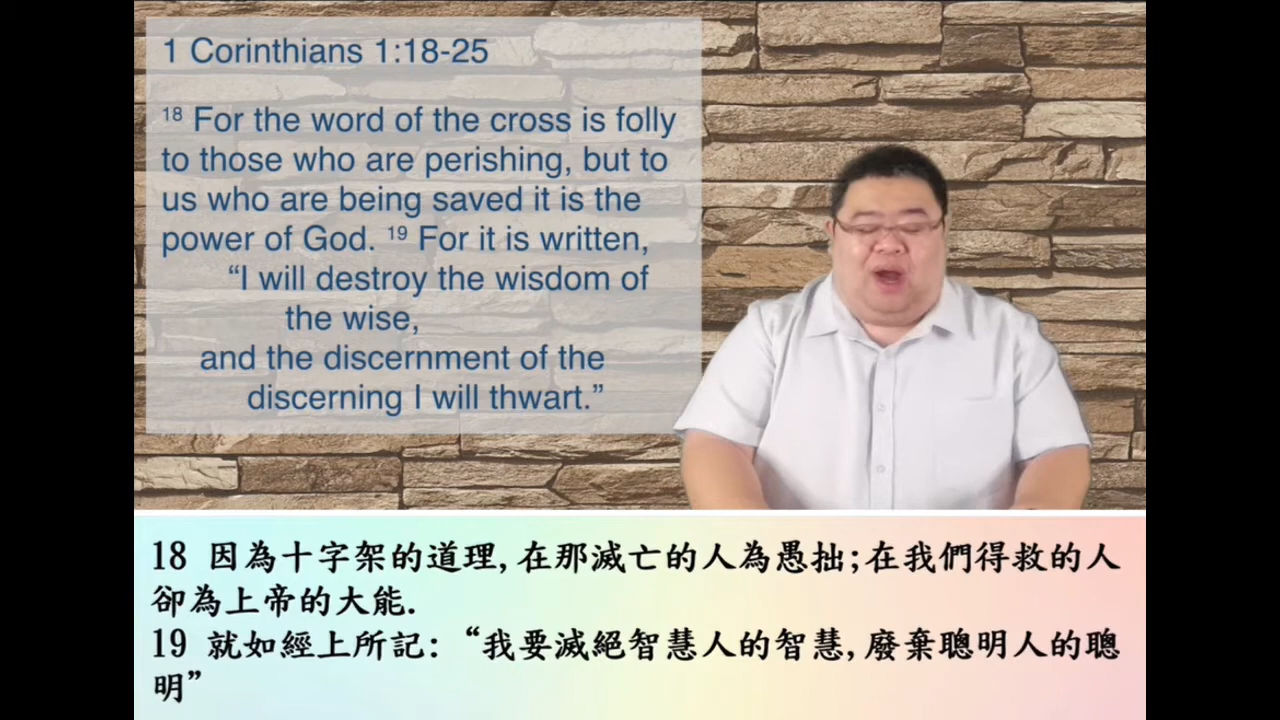 1 Corinthians 1:18-25
18 For the word of the cross is folly
to those who are perishing, but to
us who are being saved it is the
power of God. 19 For it is written,
“I will destroy the wisdom of
the wise,
and the discernment of the
discerning I will thwart.”
18 因為十字架的道理,在那滅亡的人為愚拙;在我們得救的人
卻為上帝的大能.
19 就如經上所記: “我要滅絕智慧人的智慧,廢棄聰明人的聰
明”